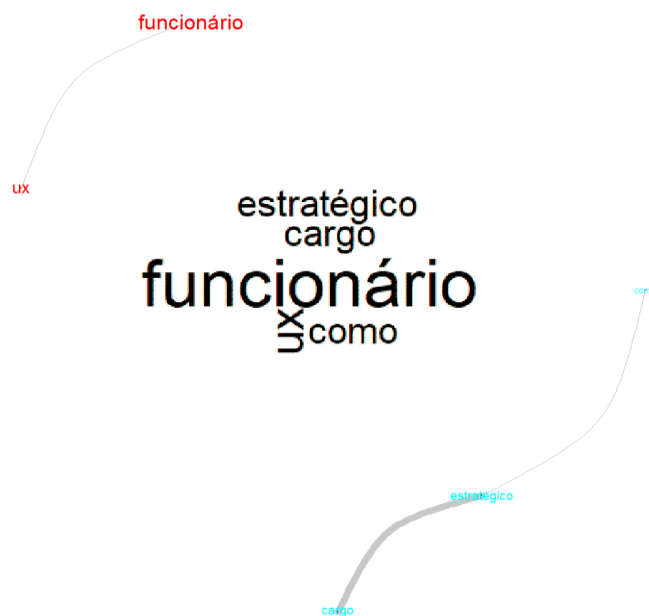 funcionário
ux
estratégico
cargo
funcionário
ux como
estratégico
cargo